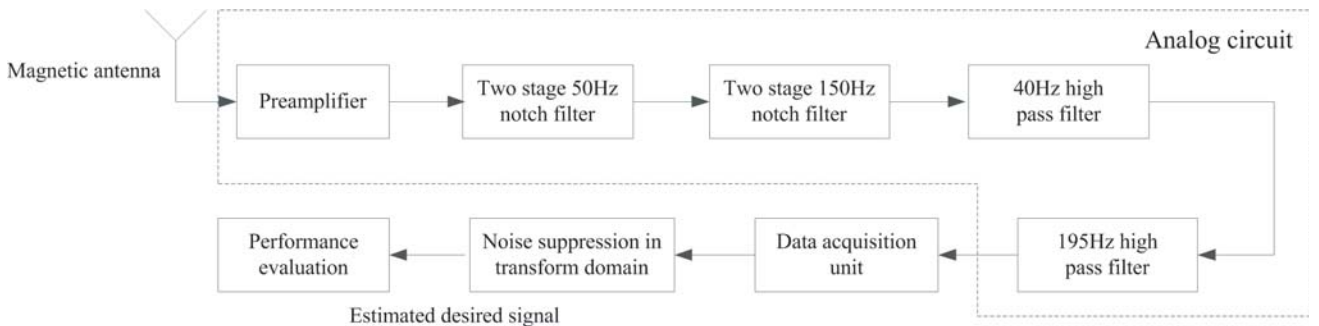 Analog circuit
Magnetic antenna
Preamplifier
Two stage 50Hz
notch filter
Two stage 150Hz
notch filter
40Hz high
pass filter
195Hz high
pass filter
Data acquisition
unit
Noise suppression in
transform domain
Performance
evaluation
Estimated desired signal